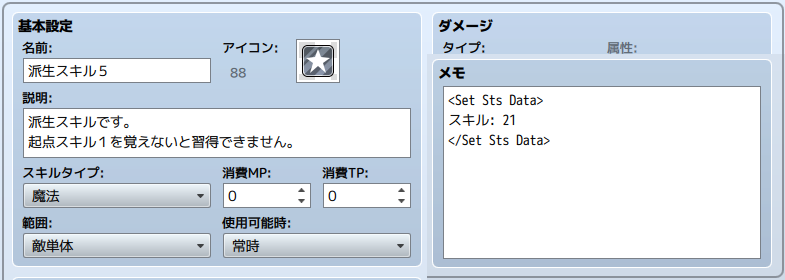 基本設定
名前:
アイコン:
派生スキル５
88
説明:
派生スキルです。
起点スキル１を覚えないと習得できません。
スキルタイプ:
消費MP:
消費TP:
魔法
0
0
範囲:
使用可能時:
敵単体
常時
ダメージ
タイプ:
属性:
メモ
<Set Sts Data>
スキル: 21
</Set Sts Data>